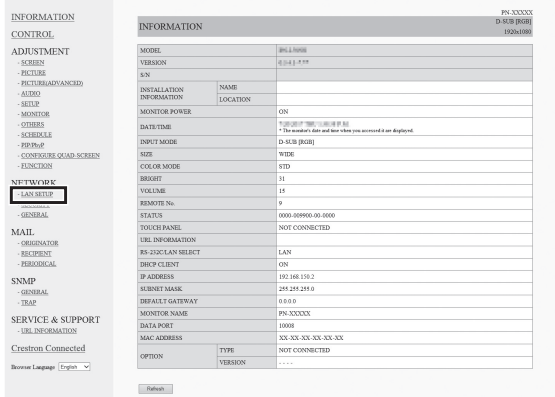 INFORMATION
CONTROL
ADJUSTMENT
- SCREEN
- PICTURE
- PICTURE(ADVANCED)
- AUDIO
- SETUP
- MONITOR
- OTHERS
- SCHEDULE
- PIP/PbyP
- CONFIGURE QUAD-SCREEN
- FUNCTION
NETWORK
- LAN SETUP
- GENERAL
MAIL
- ORIGINATOR
- RECIPIENT
- PERIODICAL
SNMP
- GENERAL
- TRAP
SERVICE & SUPPORT
- URL INFORMATION
Crestron Connected
Browser Language English
PN-XXXXX
INFORMATION D-SUB [RGB]
1920x1080
MODEL
VERSION
S/N
INSTALLATION INFORMATION NAME
LOCATION
MONITOR POWER ON
DATE/TIME
* The monitor's date and time when you accessed it are displayed.
INPUT MODE D-SUB [RGB]
SIZE WIDE
COLOR MODE STD
BRIGHT 31
VOLUME 15
REMOTE No. 9
STATUS 0000-009900-00-0000
TOUCH PANEL NOT CONNECTED
URL INFORMATION
RS-232C/LAN SELECT LAN
DHCP CLIENT ON
IP ADDRESS 192.168.150.2
SUBNET MASK 255.255.255.0
DEFAULT GATEWAY 0.0.0.0
MONITOR NAME PN-XXXXX
DATA PORT 10008
MAC ADDRESS XX-XX-XX-XX-XX-XX
OPTION TYPE NOT CONNECTED
VERSION - - - -
Refresh